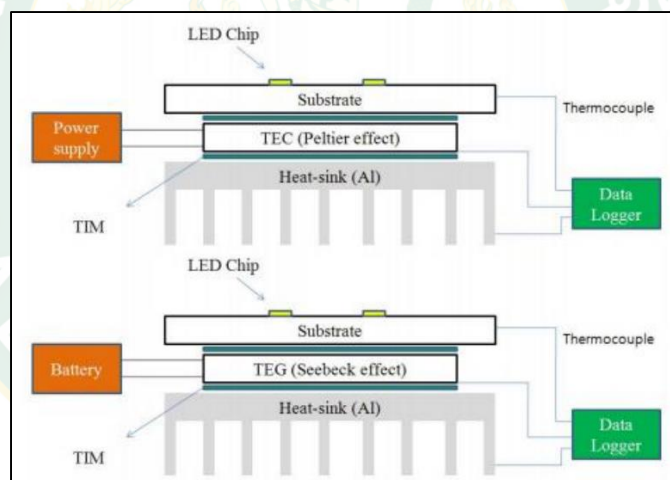 LED Chip
Substrate
Thermocouple
Power
supply
TEC (Peltier effect)
Heat-sink (Al)
Data
Logger
TIM
LED Chip
Substrate
Thermocouple
Battery
TEG (Seebeck effect)
Heat-sink (Al)
Data
Logger
TIM